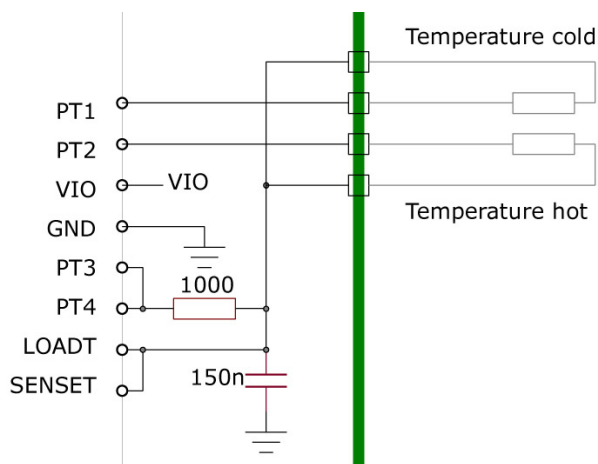 Temperature cold
PT1
PT2
VIO VIO
Temperature hot
GND
PT3
1000
PT4
LOADT
150n
SENSET